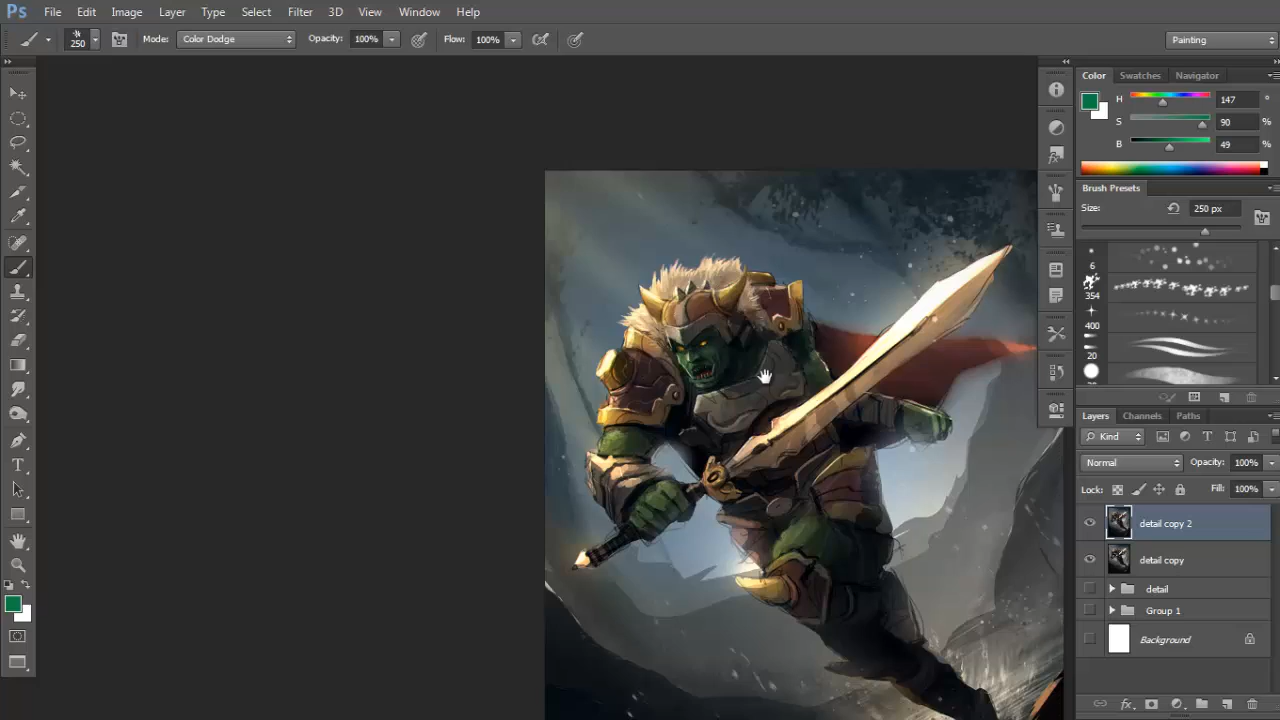 Ps File Edit Image Layer Type Select Filter 3D View Window Help
250 Mode: Color Dodge Opacity: 100% Flow: 100% Painting
Color Swatches Navigator
H 147 °
S 90 %
B 49 %
Brush Presets
Size: 250 px
6
354
400
20
Layers Channels Paths
Kind
Normal Opacity: 100%
Lock: Fill: 100%
detail copy 2
detail copy
detail
Group 1
Background
fx